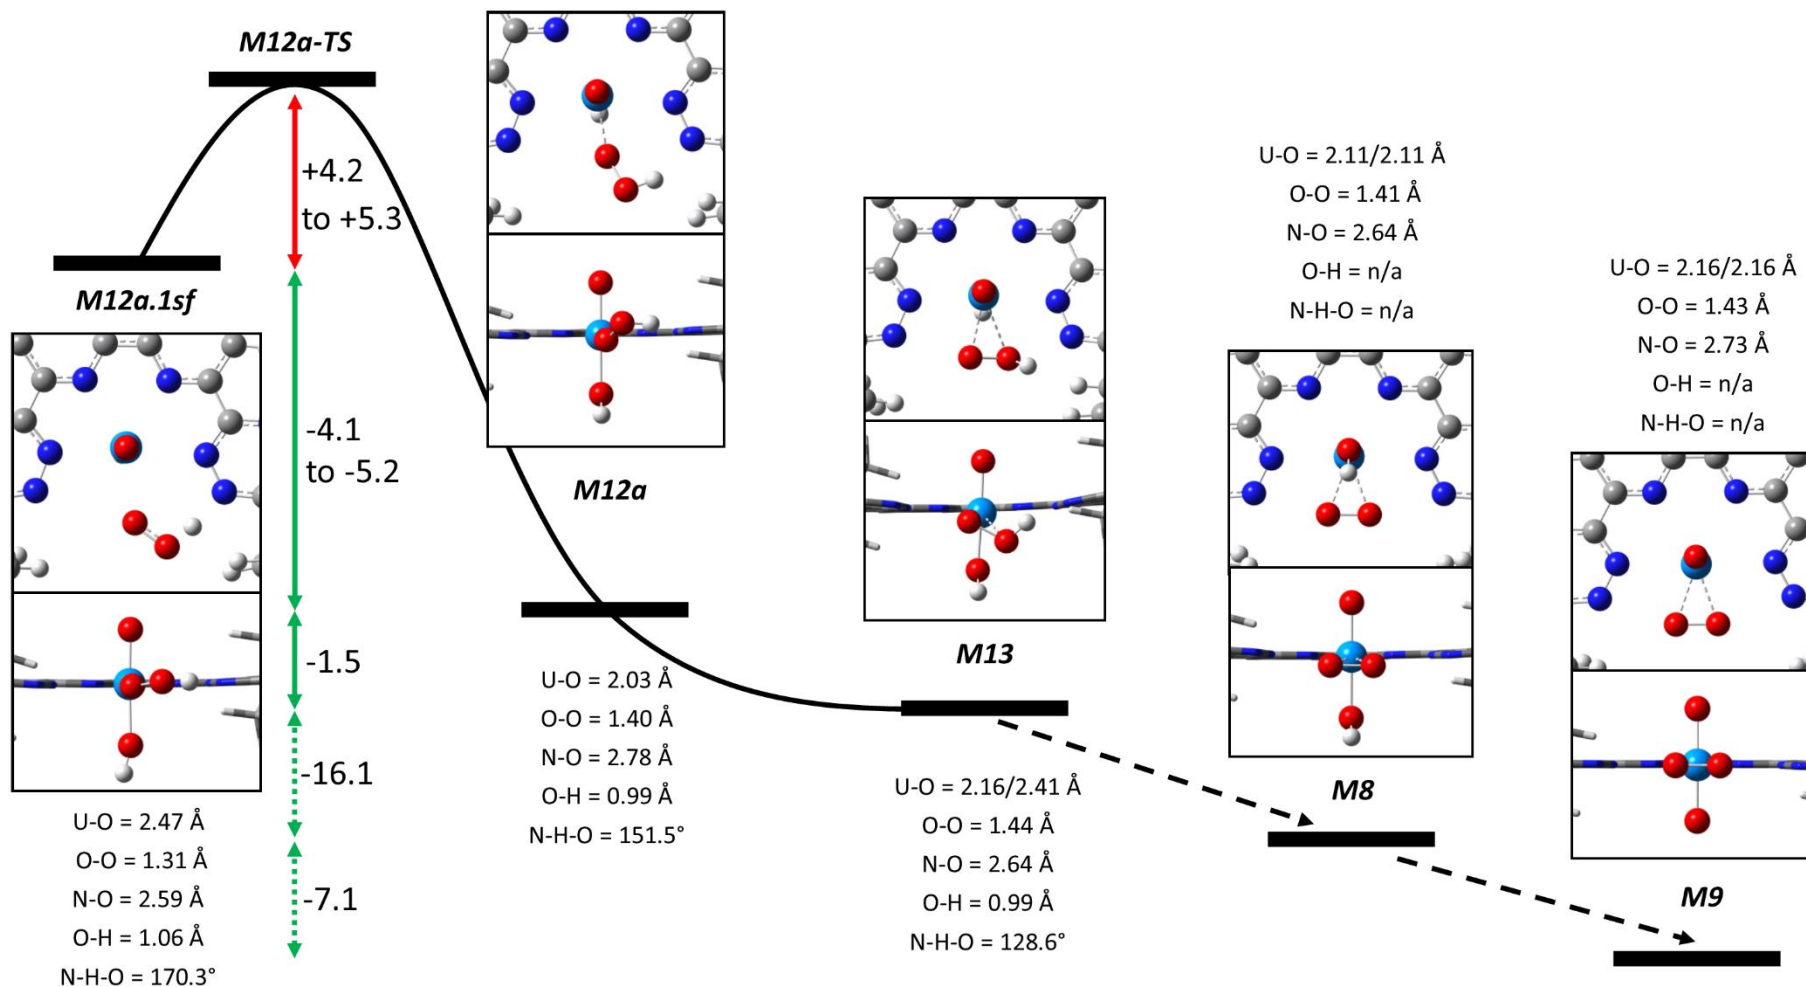 M12a-TS
+4.2
to +5.3
M12a.1sf
-4.1
to -5.2
-1.5
-16.1
-7.1
U-O = 2.47 Å
O-O = 1.31 Å
N-O = 2.59 Å
O-H = 1.06 Å
N-H-O = 170.3°
M12a
U-O = 2.03 Å
O-O = 1.40 Å
N-O = 2.78 Å
O-H = 0.99 Å
N-H-O = 151.5°
M13
U-O = 2.16/2.41 Å
O-O = 1.44 Å
N-O = 2.64 Å
O-H = 0.99 Å
N-H-O = 128.6°
U-O = 2.11/2.11 Å
O-O = 1.41 Å
N-O = 2.64 Å
O-H = n/a
N-H-O = n/a
M8
U-O = 2.16/2.16 Å
O-O = 1.43 Å
N-O = 2.73 Å
O-H = n/a
N-H-O = n/a
M9